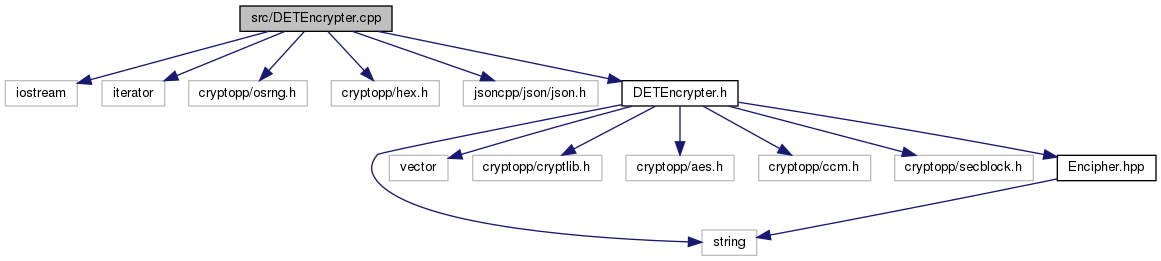 src/DETEncrypter.cpp
iostream
iterator
cryptopp/osrng.h
cryptopp/hex.h
jsoncpp/json/json.h
DETEncrypter.h
vector
cryptopp/cryptlib.h
cryptopp/aes.h
cryptopp/ccm.h
cryptopp/secblock.h
Encipher.hpp
string